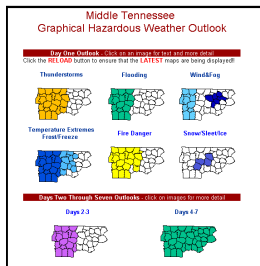 Middle Tennessee
Graphical Hazardous Weather Outlook
Day One Outlook - Click on an image for text and more detail
Click the RELOAD button to ensure that the LATEST maps are being displayed!!
Thunderstorms
Flooding
Wind&Fog
Temperature Extremes
Frost/Freeze
Fire Danger
Snow/Sleet/Ice
Days Two Through Seven Outlooks - click on images for more detail
Days 2-3
Days 4-7